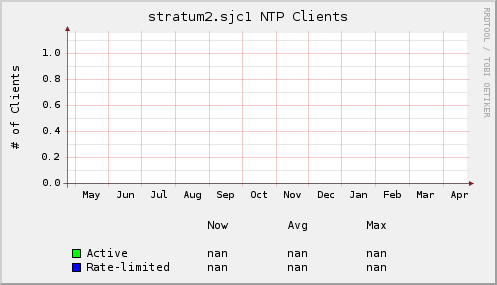 stratum2.sjc1 NTP Clients
RRDTOOL / TOBI OETIKER
# of Clients
1.0
0.8
0.6
0.4
0.2
0.0
May Jun Jul Aug Sep Oct Nov Dec Jan Feb Mar Apr
Now Avg Max
Active nan nan nan
Rate-limited nan nan nan